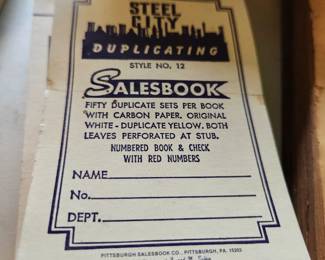 STEEL
CITY
DUPLICATING
STYLE NO. 12
SALESBOOK
FIFTY DUPLICATE SETS PER BOOK
WITH CARBON PAPER. ORIGINAL
WHITE - DUPLICATE YELLOW. BOTH
LEAVES PERFORATED AT STUB.
NUMBERED BOOK & CHECK
WITH RED NUMBERS
NAME
No.
DEPT.
PITTSBURGH SALESBOOK CO., PITTSBURGH, PA. 15203